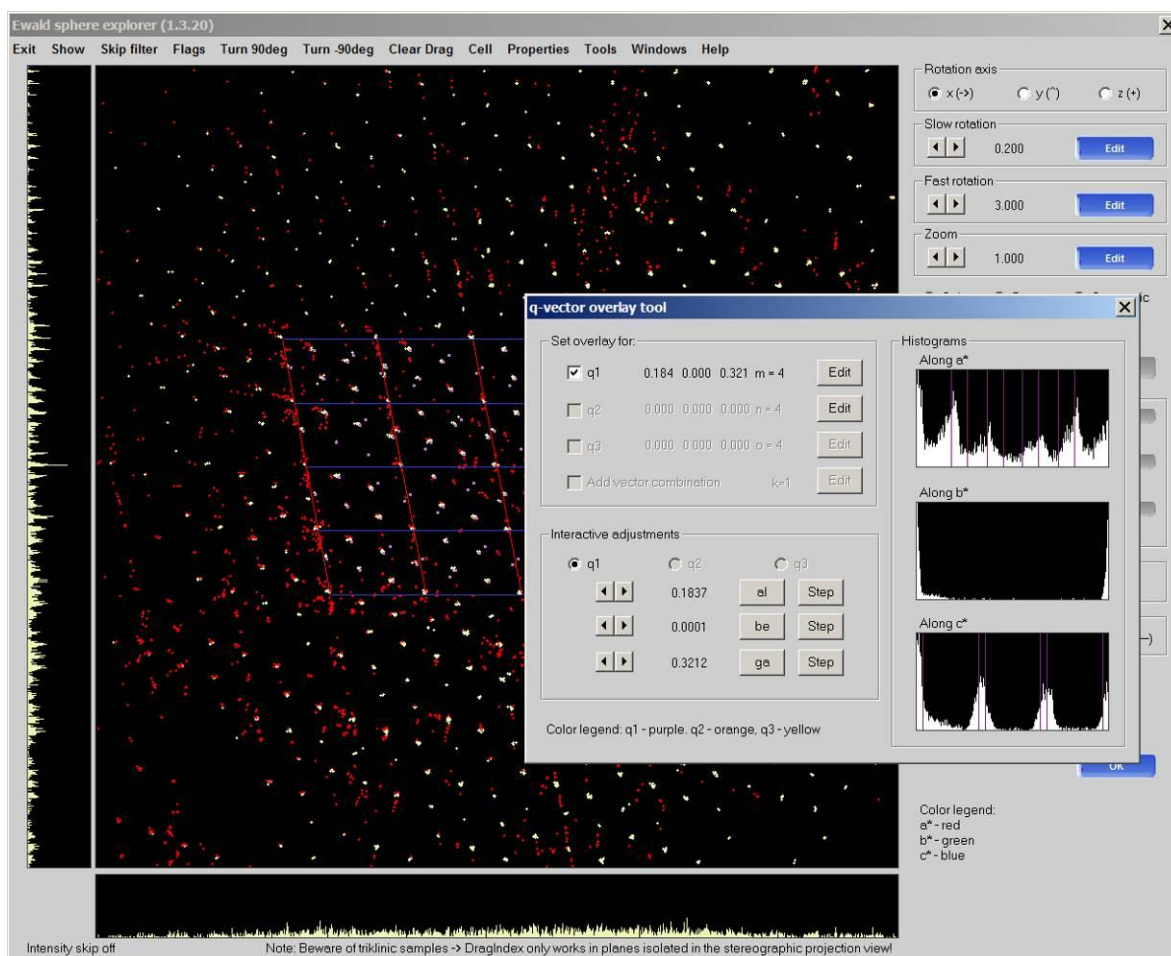 Ewald sphere explorer (1.3.20)
Exit Show Skip filter Flags Turn 90deg Turn -90deg Clear Drag Cell Properties Tools Windows Help
Rotation axis
x (->) y (^) z (+)
Slow rotation
0.200 Edit
Fast rotation
3.000 Edit
Zoom
1.000 Edit
ic
q-vector overlay tool
Set overlay for:
q1 0.184 0.000 0.321 m = 4 Edit
q2 0.000 0.000 0.000 n = 4 Edit
q3 0.000 0.000 0.000 o = 4 Edit
Add vector combination k=1 Edit
Interactive adjustments
q1 q2 q3
0.1837 al Step
0.0001 be Step
0.3212 ga Step
Color legend: q1 - purple. q2 - orange, q3 - yellow
Histograms
Along a*
Along b*
Along c*
OK
Color legend:
a* - red
b* - green
c* - blue
Intensity skip off Note: Beware of triklinic samples -> DragIndex only works in planes isolated in the stereographic projection view!